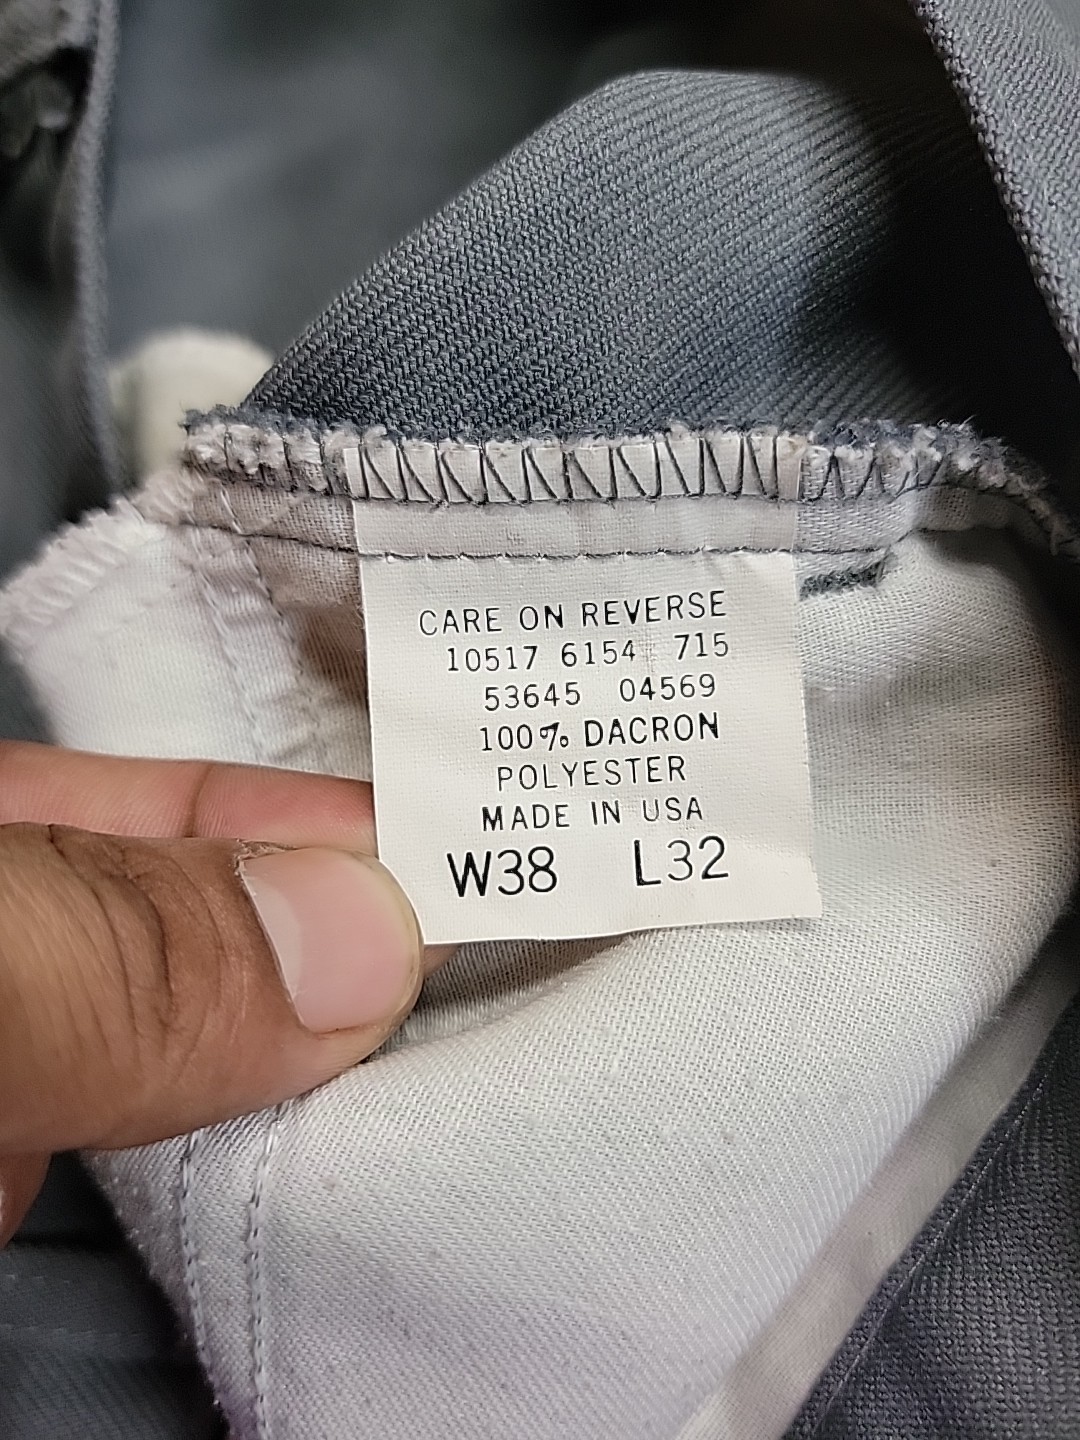 CARE ON REVERSE
10517 6154 715
53645 04569
100% DACRON
POLYESTER
MADE IN USA
W38 L32